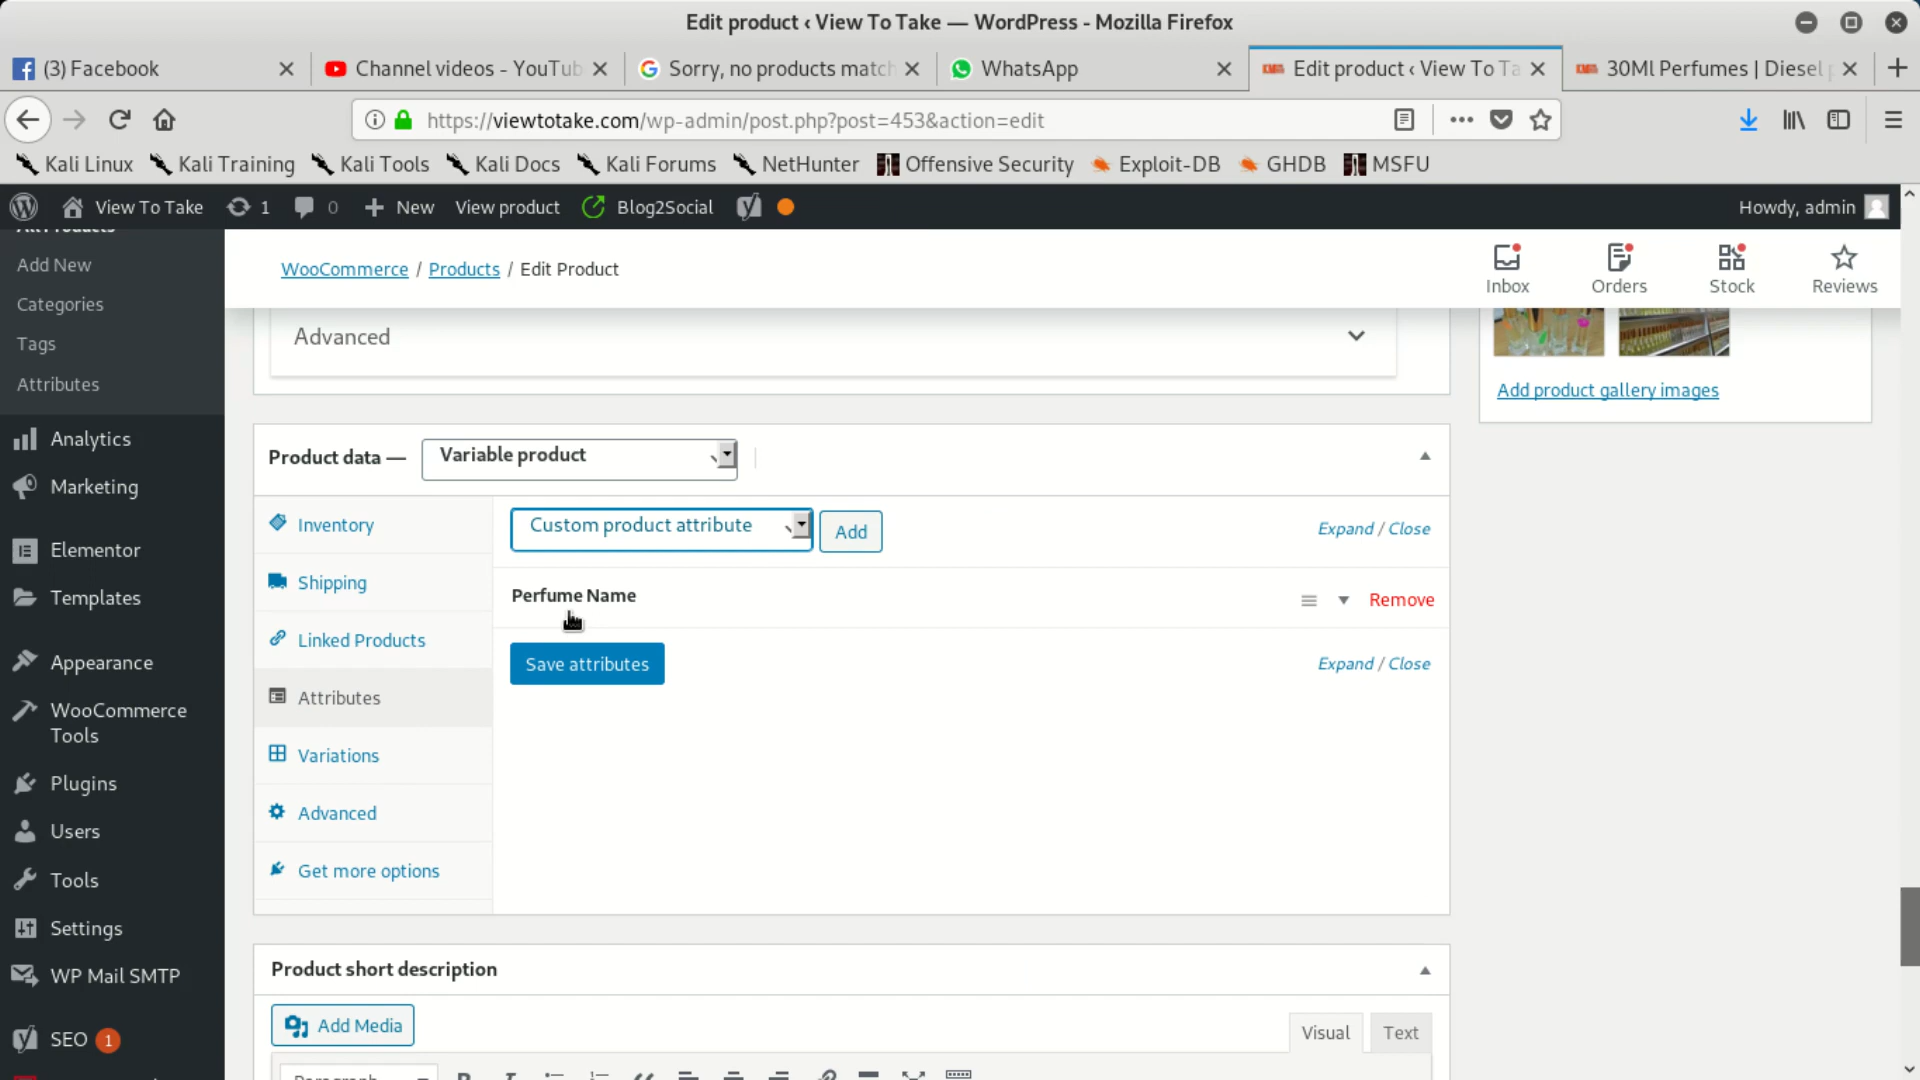 Edit product ‹ View To Take — WordPress - Mozilla Firefox
(3) Facebook
Channel videos - YouTub
Sorry, no products match
WhatsApp
Edit product ‹ View To Ta
30Ml Perfumes | Diesel p
https://viewtotake.com/wp-admin/post.php?post=453&action=edit
Kali Linux
Kali Training
Kali Tools
Kali Docs
Kali Forums
NetHunter
Offensive Security
Exploit-DB
GHDB
MSFU
View To Take
1
0
New
View product
Blog2Social
Howdy, admin
All Products
Add New
Categories
Tags
Attributes
Analytics
Marketing
Elementor
Templates
Appearance
WooCommerce
Tools
Plugins
Users
Tools
Settings
WP Mail SMTP
SEO 1
WooCommerce / Products / Edit Product
Inbox
Orders
Stock
Reviews
Advanced
Add product gallery images
Product data —
Variable product
Inventory
Shipping
Linked Products
Attributes
Variations
Advanced
Get more options
Custom product attribute
Add
Expand / Close
Perfume Name
Remove
Save attributes
Expand / Close
Product short description
Add Media
Visual
Text
Paragraph